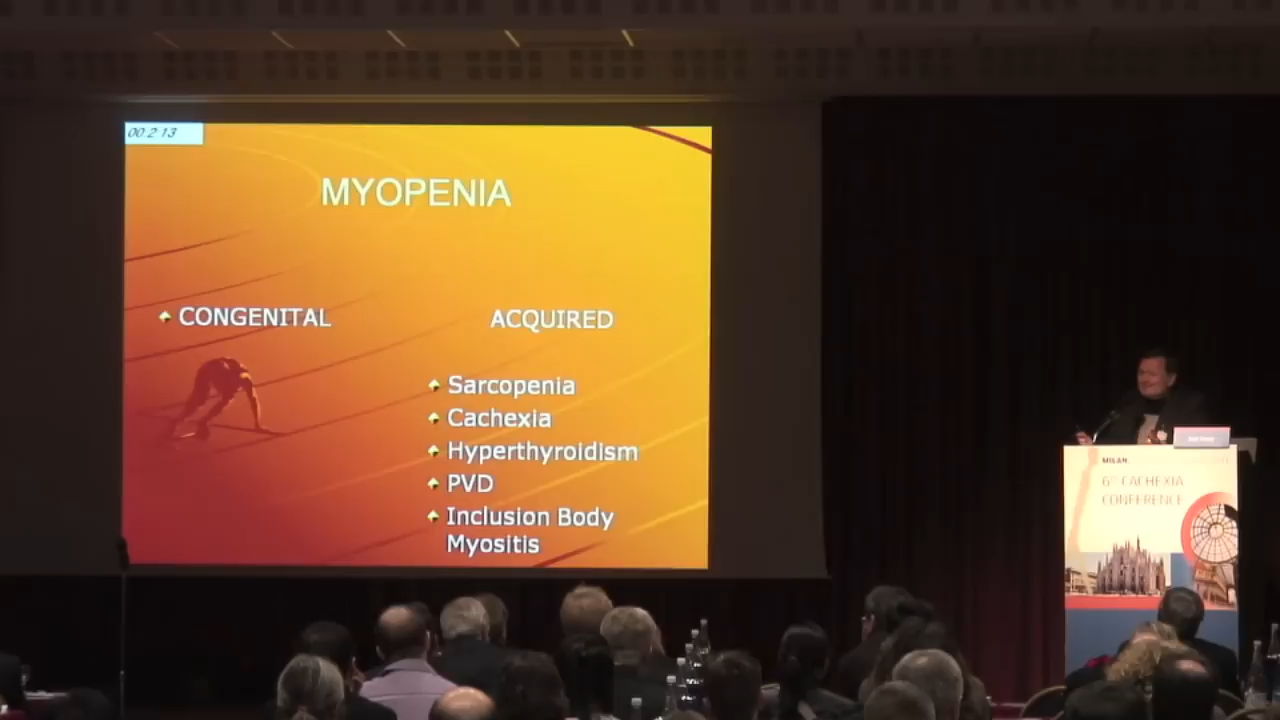 00:2 13
MYOPENIA
CONGENITAL
ACQUIRED
Sarcopenia
Cachexia
Hyperthyroidism
PVD
Inclusion Body
Myositis
MILAN
6TH CACHEXIA
CONFERENCE